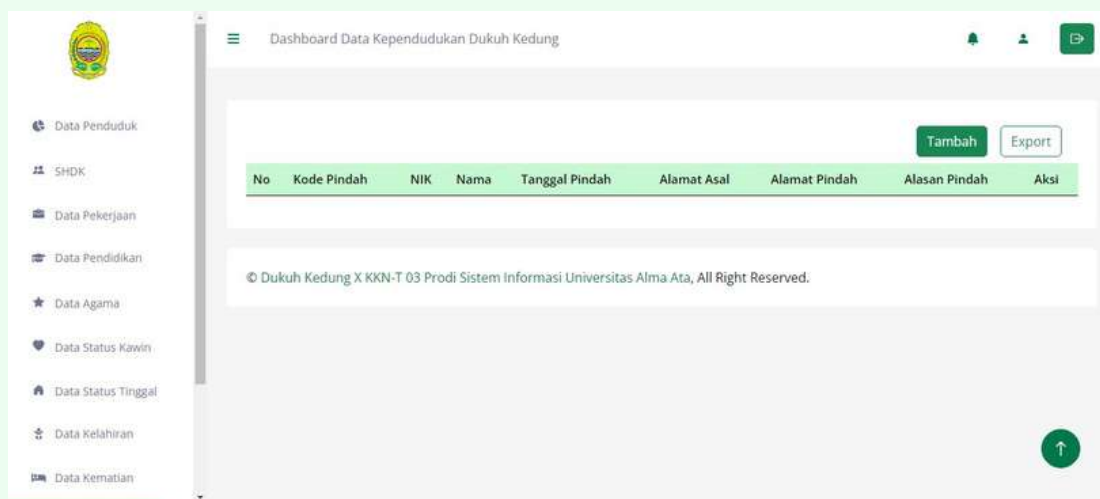 Dashboard Data Kependudukan Dukuh Kedung
Data Penduduk
SHDK
Data Pekerjaan
Data Pendidikan
Data Agama
Data Status Kawin
Data Status Tinggal
Data Kelahiran
Data Kematian
Tambah Export
No Kode Pindah NIK Nama Tanggal Pindah Alamat Asal Alamat Pindah Alasan Pindah Aksi
© Dukuh Kedung X KKN-T 03 Prodi Sistem Informasi Universitas Alma Ata, All Right Reserved.